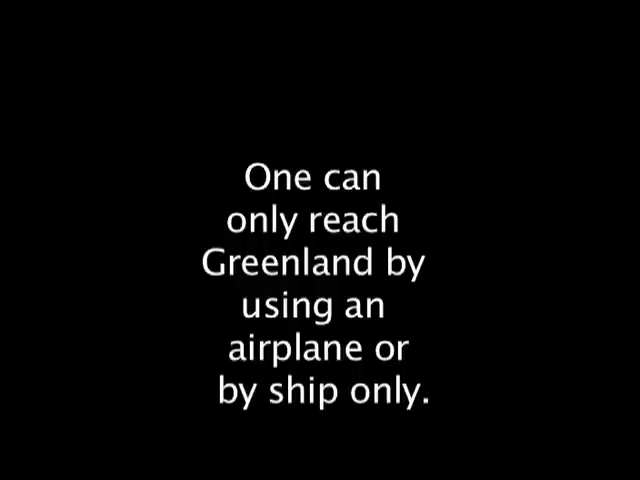 One can
only reach
Greenland by
using an
airplane or
by ship only.